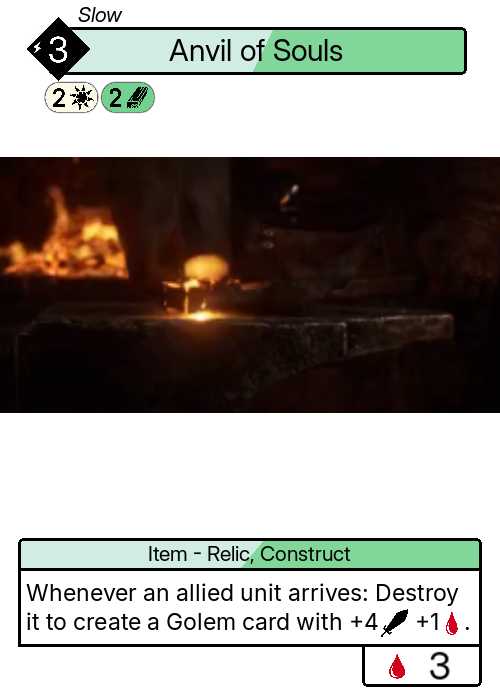 Slow
3
Anvil of Souls
2 2
Item - Relic, Construct
Whenever an allied unit arrives: Destroy
it to create a Golem card with +4 +1 .
3